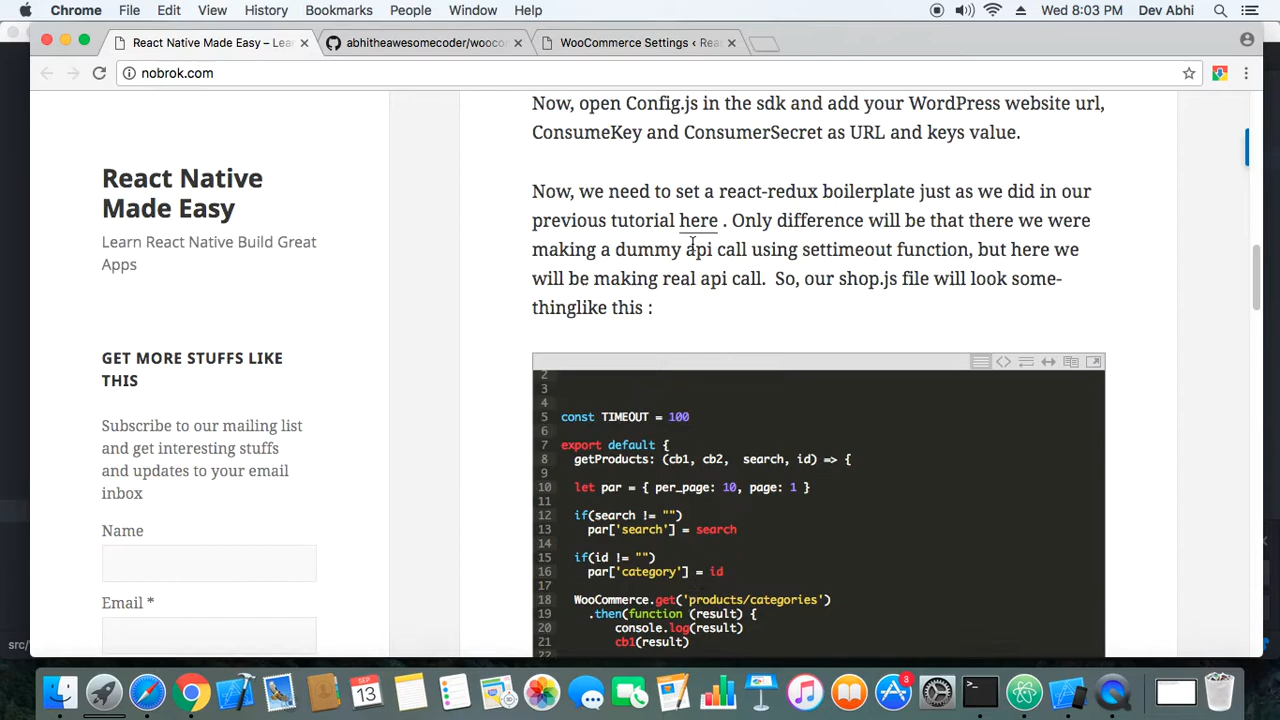 Chrome File Edit View History Bookmarks People Window Help Wed 8:03 PM Dev Abhi
React Native Made Easy – Lea abhitheawesomecoder/wooco WooCommerce Settings ‹ Rea
nobrok.com
React Native
Made Easy
Learn React Native Build Great
Apps
GET MORE STUFFS LIKE
THIS
Subscribe to our mailing list
and get interesting stuffs
and updates to your email
inbox
Name
Email *
Now, open Config.js in the sdk and add your WordPress website url,
ConsumeKey and ConsumerSecret as URL and keys value.
Now, we need to set a react-redux boilerplate just as we did in our
previous tutorial here . Only difference will be that there we were
making a dummy api call using settimeout function, but here we
will be making real api call. So, our shop.js file will look some-
thinglike this :
2
3
4
5 const TIMEOUT = 100
6
7 export default {
8 getProducts: (cb1, cb2, search, id) => {
9
10 let par = { per_page: 10, page: 1 }
11
12 if(search != "")
13 par['search'] = search
14
15 if(id != "")
16 par['category'] = id
17
18 WooCommerce.get('products/categories')
19 .then(function (result) {
20 console.log(result)
21 cb1(result)
22
src/
SEP
13
3